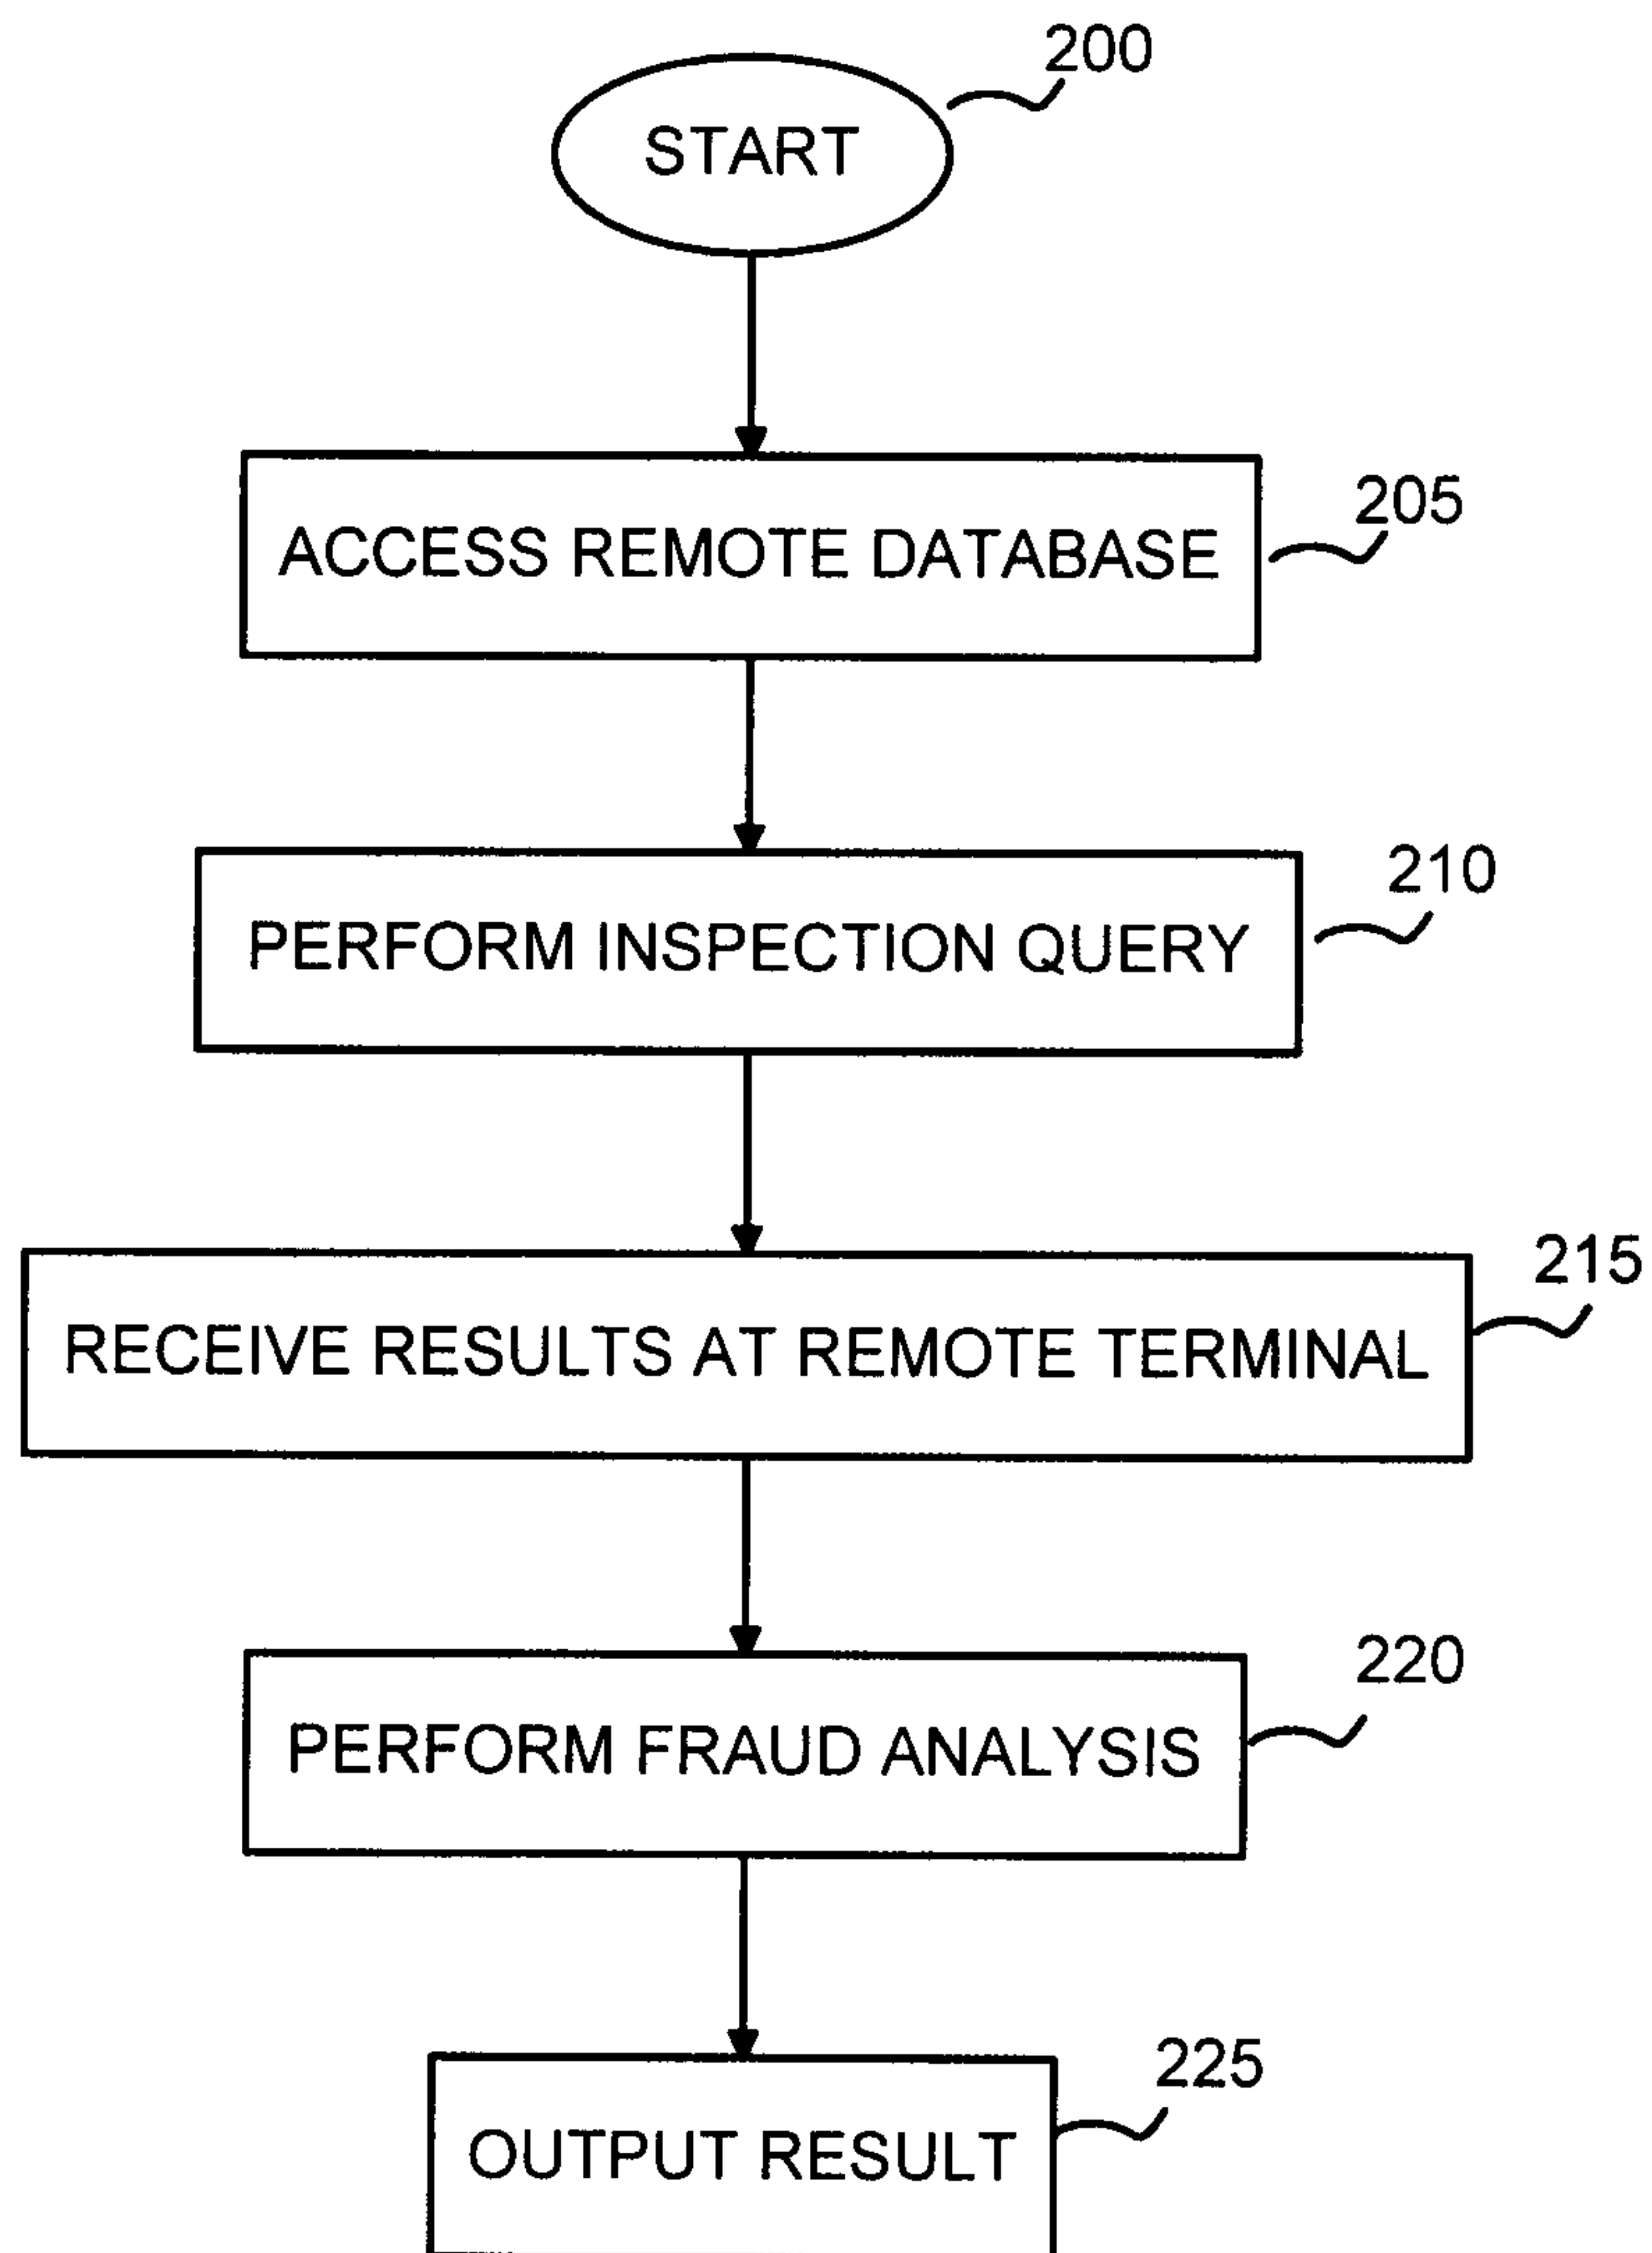 200
START
205
ACCESS REMOTE DATABASE
210
PERFORM INSPECTION QUERY
215
RECEIVE RESULTS AT REMOTE TERMINAL
220
PERFORM FRAUD ANALYSIS
225
OUTPUT RESULT